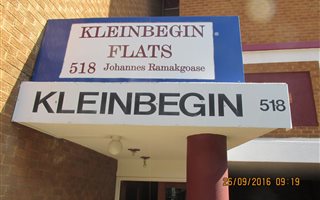 KLEINBEGIN
FLATS
518 Johannes Ramakgoase
KLEINBEGIN 518
26/09/2016 09:19